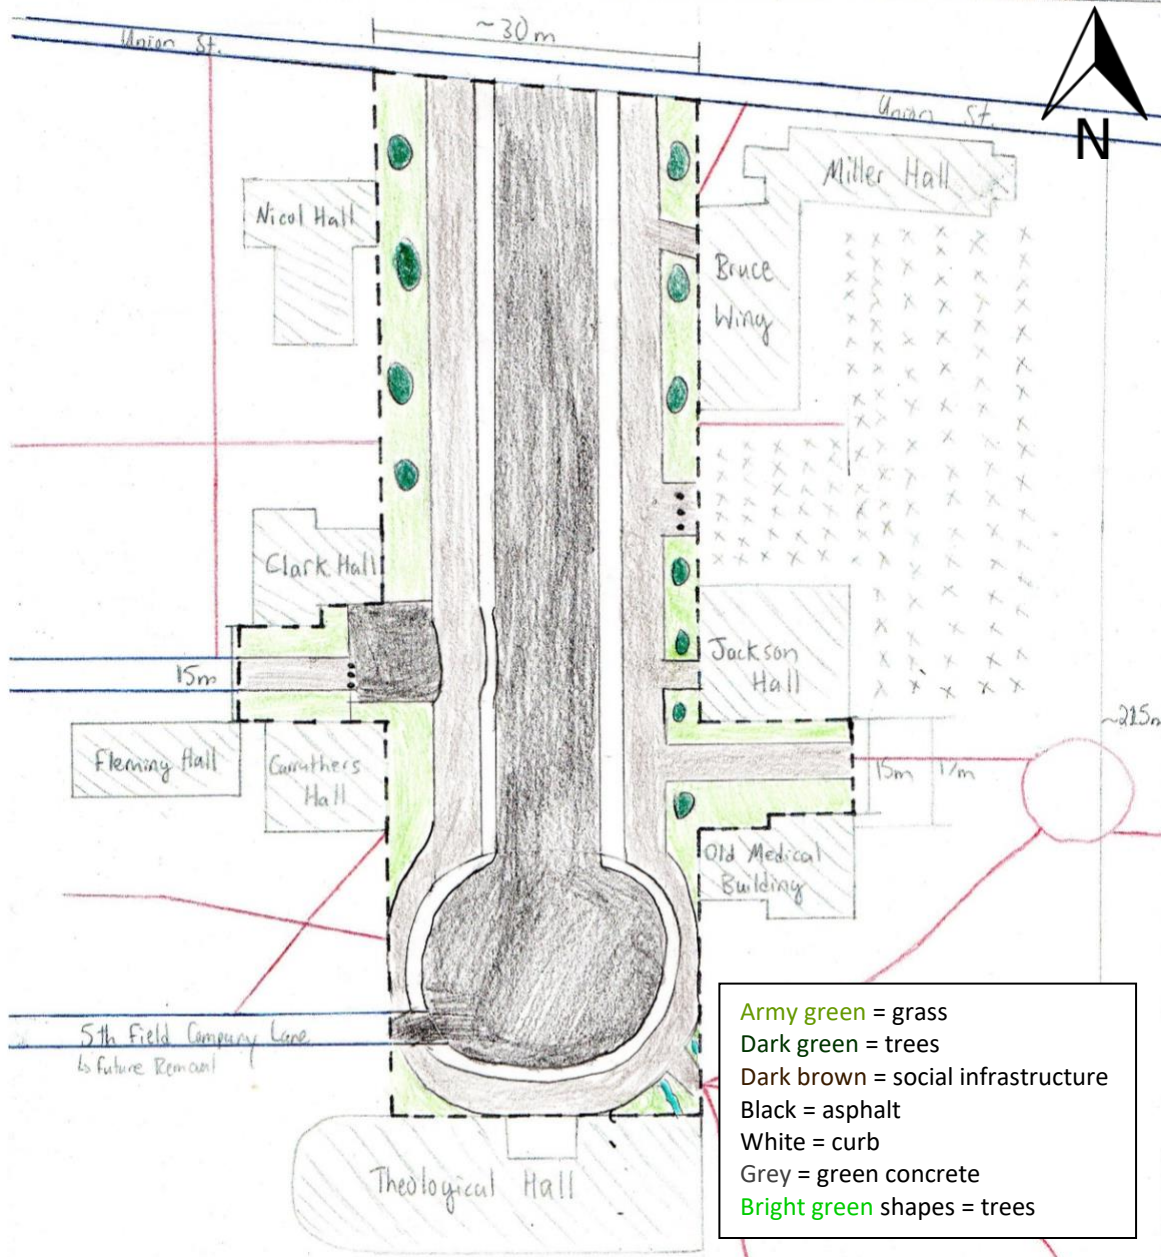 ~30m
Union St.
Union St.
N
Miller Hall
Nicol Hall
Bruce
Wing
Clark Hall
Jackson
Hall
15m
~215m
Fleming Hall
Carruthers
Hall
15m
17m
Old Medical
Building
5th Field Company Lane
↳ Future Removal
Theological Hall
Army green = grass
Dark green = trees
Dark brown = social infrastructure
Black = asphalt
White = curb
Grey = green concrete
Bright green shapes = trees